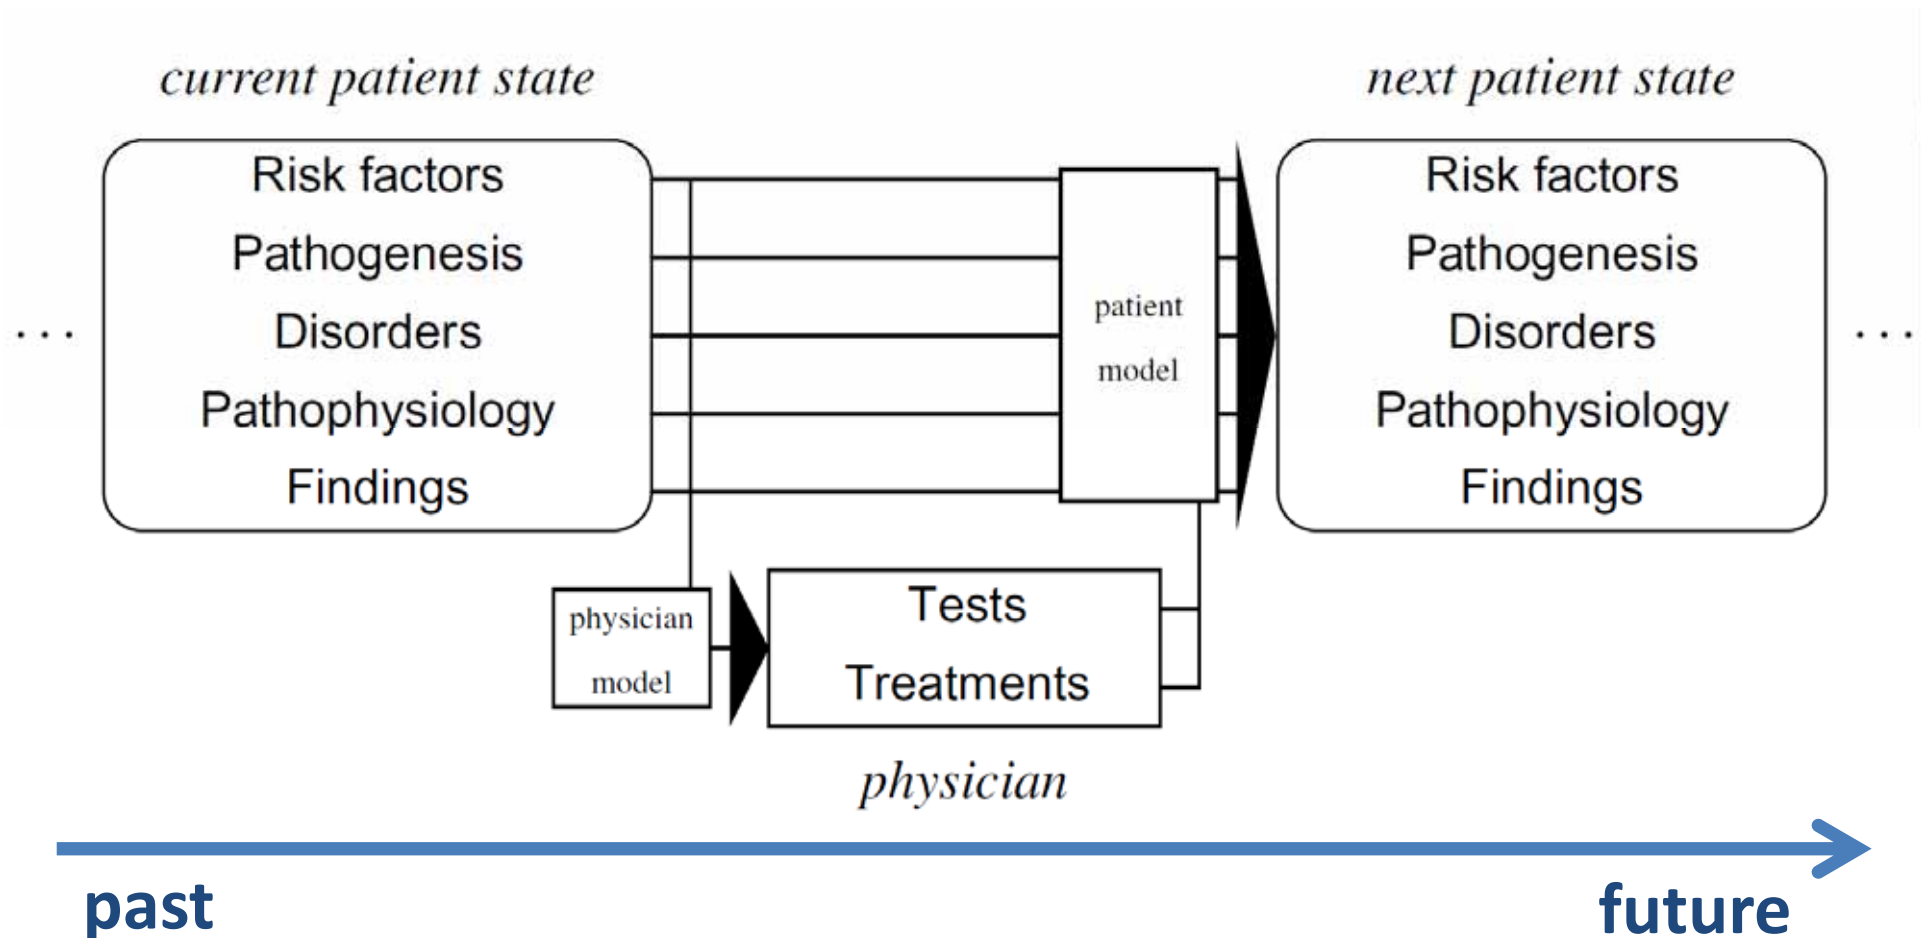 current patient state
next patient state
Risk factors
Pathogenesis
Disorders
Pathophysiology
Findings
. . .
patient
model
Risk factors
Pathogenesis
Disorders
Pathophysiology
Findings
. . .
physician
model
Tests
Treatments
physician
past
future